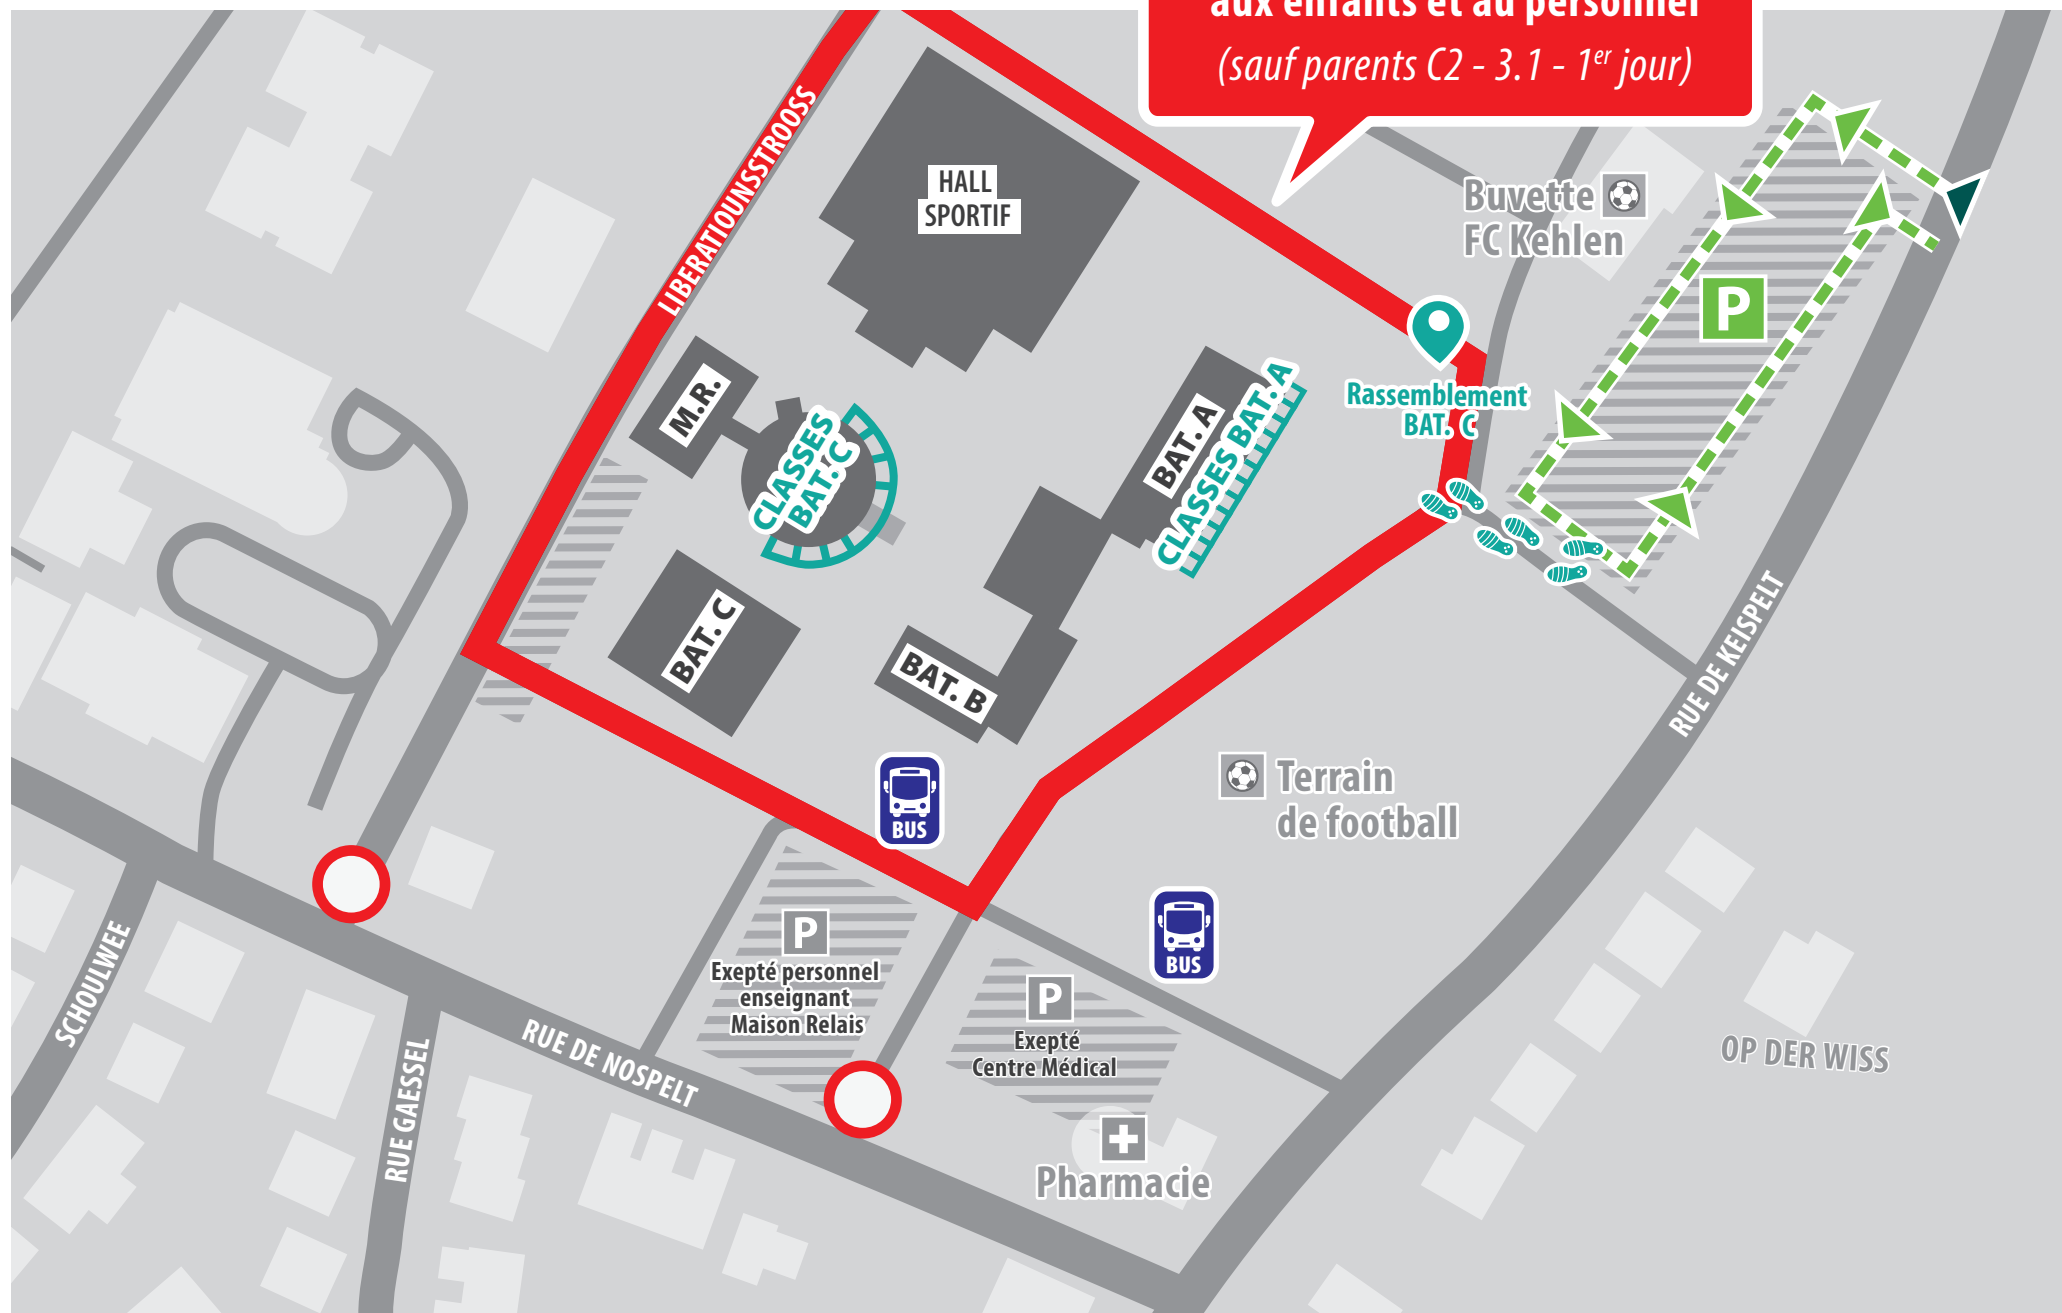 aux enfants et au personnel
(sauf parents C2 - 3.1 - 1er jour)
LIBERATIOUNSSTROOSS
HALL
SPORTIF
Buvette
FC Kehlen
P
M.R.
CLASSES
BAT. C
BAT. A
CLASSES BAT. A
Rassemblement
BAT. C
BAT. C
BAT. B
RUE DE KEISPELT
BUS
Terrain
de football
BUS
P
Exepté personnel
enseignant
Maison Relais
P
Exepté
Centre Médical
SCHOULWEE
RUE GAESSEL
RUE DE NOSPELT
OP DER WISS
Pharmacie